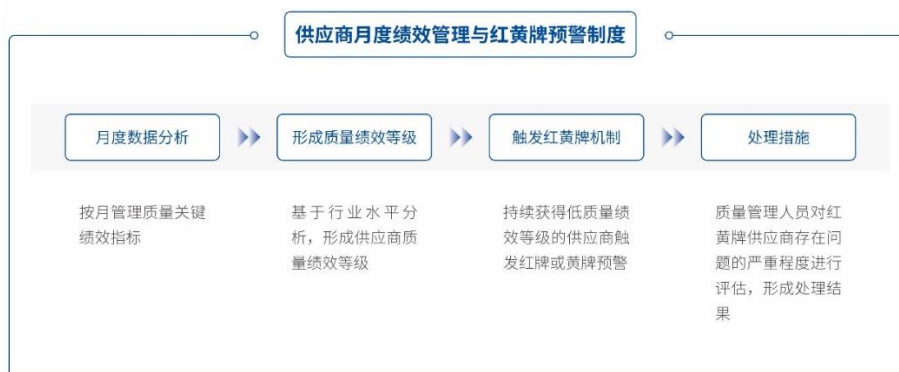 供应商月度绩效管理与红黄牌预警制度
月度数据分析
形成质量绩效等级
触发红黄牌机制
处理措施
按月管理质量关键
绩效指标
基于行业水平分
析，形成供应商质
量绩效等级
持续获得低质量绩
效等级的供应商触
发红牌或黄牌预警
质量管理人员对红
黄牌供应商存在问
题的严重程度进行
评估，形成处理结
果